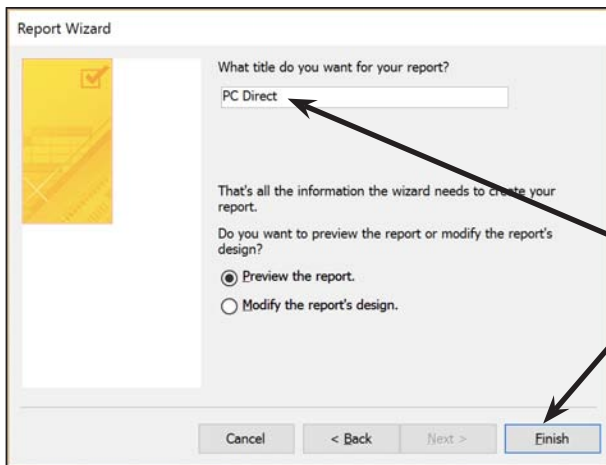 Report Wizard
What title do you want for your report?
PC Direct
That's all the information the wizard needs to create your
report.
Do you want to preview the report or modify the report's
design?
Preview the report.
Modify the report's design.
Cancel
< Back
Next >
Finish